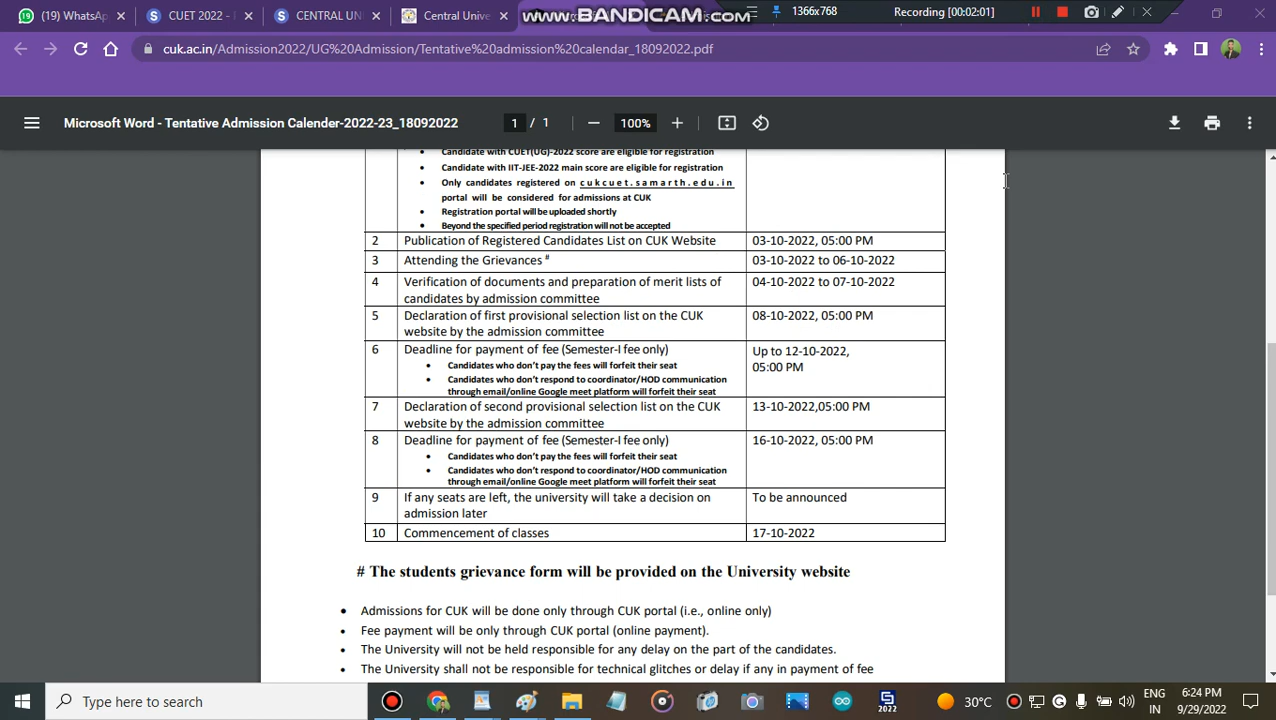 (19) WhatsApp
CUET 2022 -
CENTRAL UN
Central Unive
www.BANDICAM.com
1366x768
Recording [00:02:01]
cuk.ac.in/Admission2022/UG%20Admission/Tentative%20admission%20calendar_18092022.pdf
Microsoft Word - Tentative Admission Calender-2022-23_18092022
1 / 1
100%
• Candidate with CUET(UG)-2022 score are eligible for registration
• Candidate with IIT-JEE-2022 main score are eligible for registration
• Only candidates registered on cukcuet.samarth.edu.in
portal will be considered for admissions at CUK
• Registration portal will be uploaded shortly
• Beyond the specified period registration will not be accepted
2 Publication of Registered Candidates List on CUK Website 03-10-2022, 05:00 PM
3 Attending the Grievances # 03-10-2022 to 06-10-2022
4 Verification of documents and preparation of merit lists of 04-10-2022 to 07-10-2022
candidates by admission committee
5 Declaration of first provisional selection list on the CUK 08-10-2022, 05:00 PM
website by the admission committee
6 Deadline for payment of fee (Semester-I fee only) Up to 12-10-2022,
• Candidates who don't pay the fees will forfeit their seat 05:00 PM
• Candidates who don't respond to coordinator/HOD communication
through email/online Google meet platform will forfeit their seat
7 Declaration of second provisional selection list on the CUK 13-10-2022,05:00 PM
website by the admission committee
8 Deadline for payment of fee (Semester-I fee only) 16-10-2022, 05:00 PM
• Candidates who don't pay the fees will forfeit their seat
• Candidates who don't respond to coordinator/HOD communication
through email/online Google meet platform will forfeit their seat
9 If any seats are left, the university will take a decision on To be announced
admission later
10 Commencement of classes 17-10-2022
# The students grievance form will be provided on the University website
• Admissions for CUK will be done only through CUK portal (i.e., online only)
• Fee payment will be only through CUK portal (online payment).
• The University will not be held responsible for any delay on the part of the candidates.
• The University shall not be responsible for technical glitches or delay if any in payment of fee
Type here to search
2022
30°C
ENG
IN
6:24 PM
9/29/2022